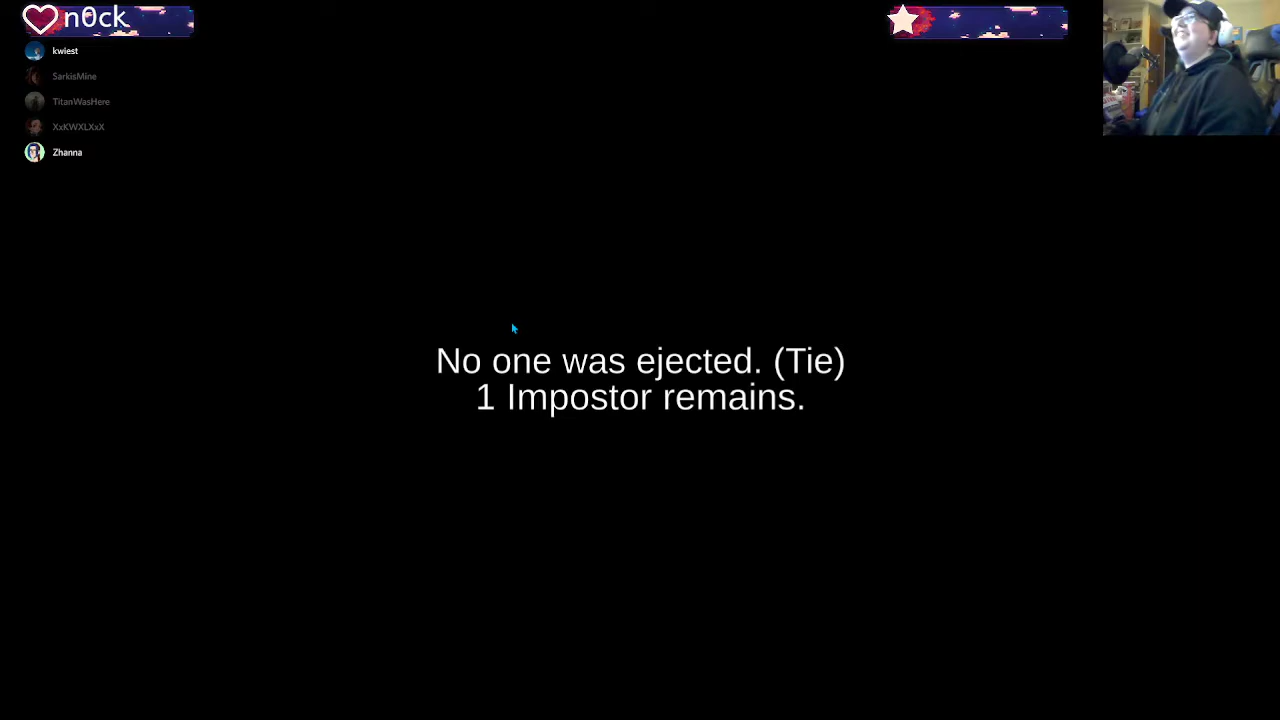 n0ck
kwiest
SarkisMine
TitanWasHere
XxKWXLXxX
Zhanna
No one was ejected. (Tie)
1 Impostor remains.